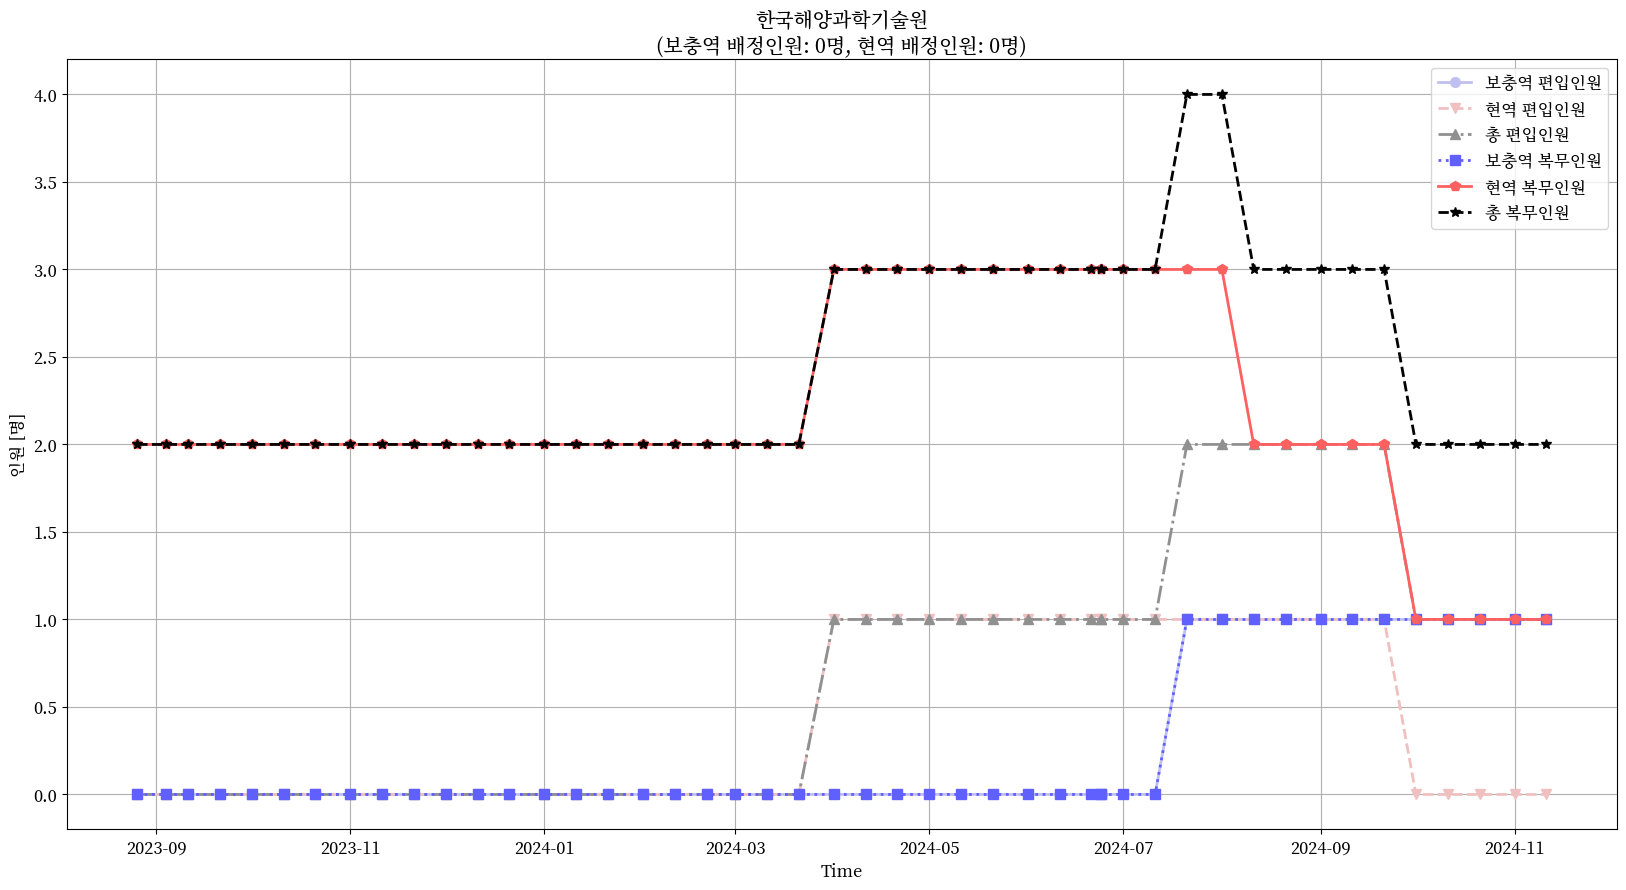 한국해양과학기술원
(보충역 배정인원: 0명, 현역 배정인원: 0명)
보충역 편입인원
현역 편입인원
총 편입인원
보충역 복무인원
현역 복무인원
총 복무인원
인원 [명]
4.0
3.5
3.0
2.5
2.0
1.5
1.0
0.5
0.0
2023-09 2023-11 2024-01 2024-03 2024-05 2024-07 2024-09 2024-11
Time